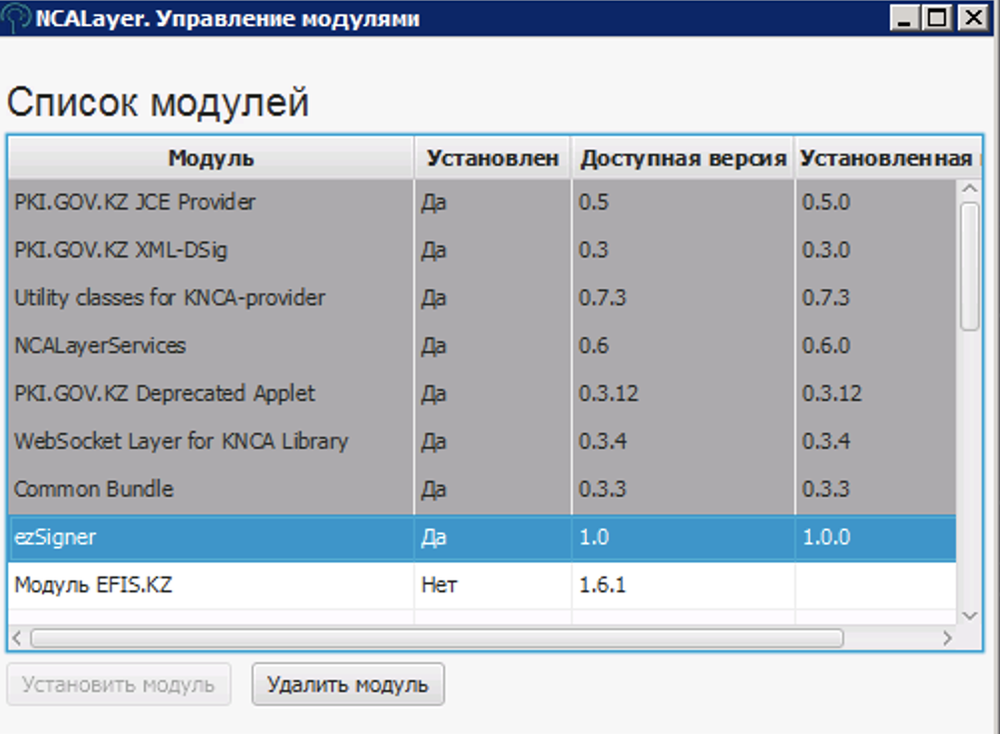 NCALayer. Управление модулями
Список модулей
Модуль Установлен Доступная версия Установленная
PKI.GOV.KZ JCE Provider Да 0.5 0.5.0
PKI.GOV.KZ XML-DSig Да 0.3 0.3.0
Utility classes for KNCA-provider Да 0.7.3 0.7.3
NCALayerServices Да 0.6 0.6.0
PKI.GOV.KZ Deprecated Applet Да 0.3.12 0.3.12
WebSocket Layer for KNCA Library Да 0.3.4 0.3.4
Common Bundle Да 0.3.3 0.3.3
ezSigner Да 1.0 1.0.0
Модуль EFIS.KZ Нет 1.6.1
Установить модуль Удалить модуль